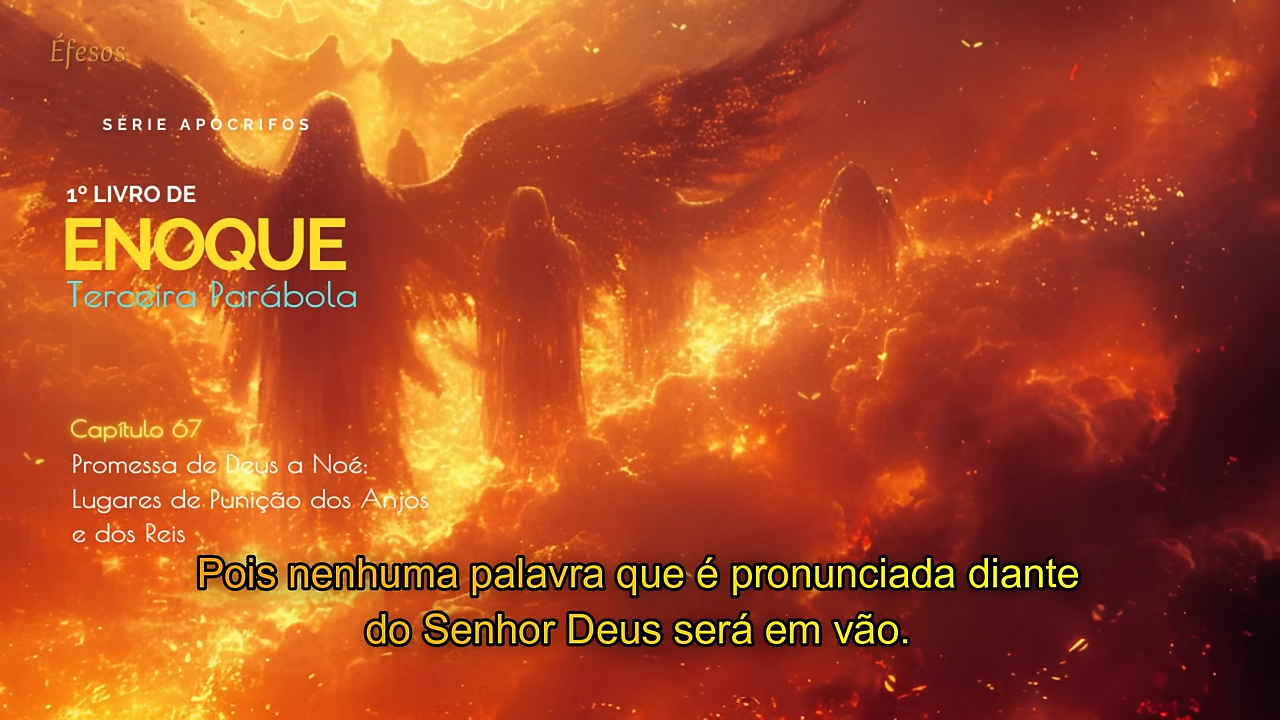 Éfesos
SÉRIE APÓCRIFOS
1º LIVRO DE
ENOQUE
Terceira Parábola
Capítulo 67
Promessa de Deus a Noé:
Lugares de Punição dos Anjos
e dos Reis
Pois nenhuma palavra que é pronunciada diante
do Senhor Deus será em vão.